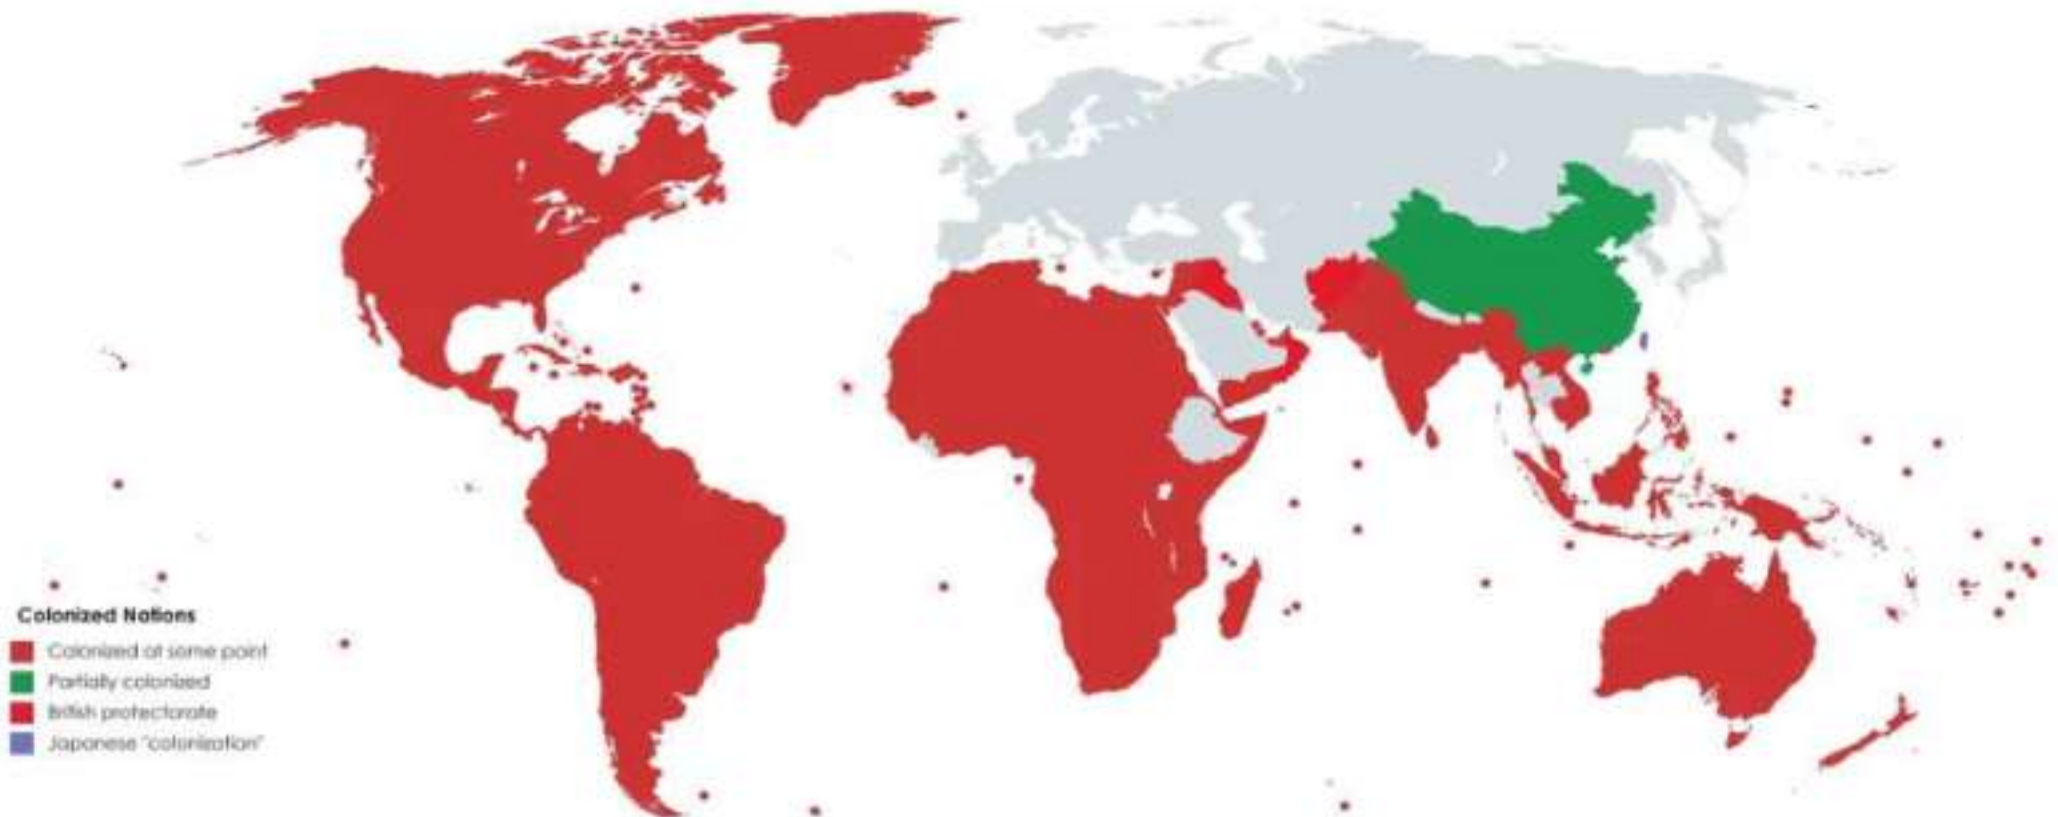 Colonized Nations
Colonized at some point
Partially colonized
British protectorate
Japanese "colonization"